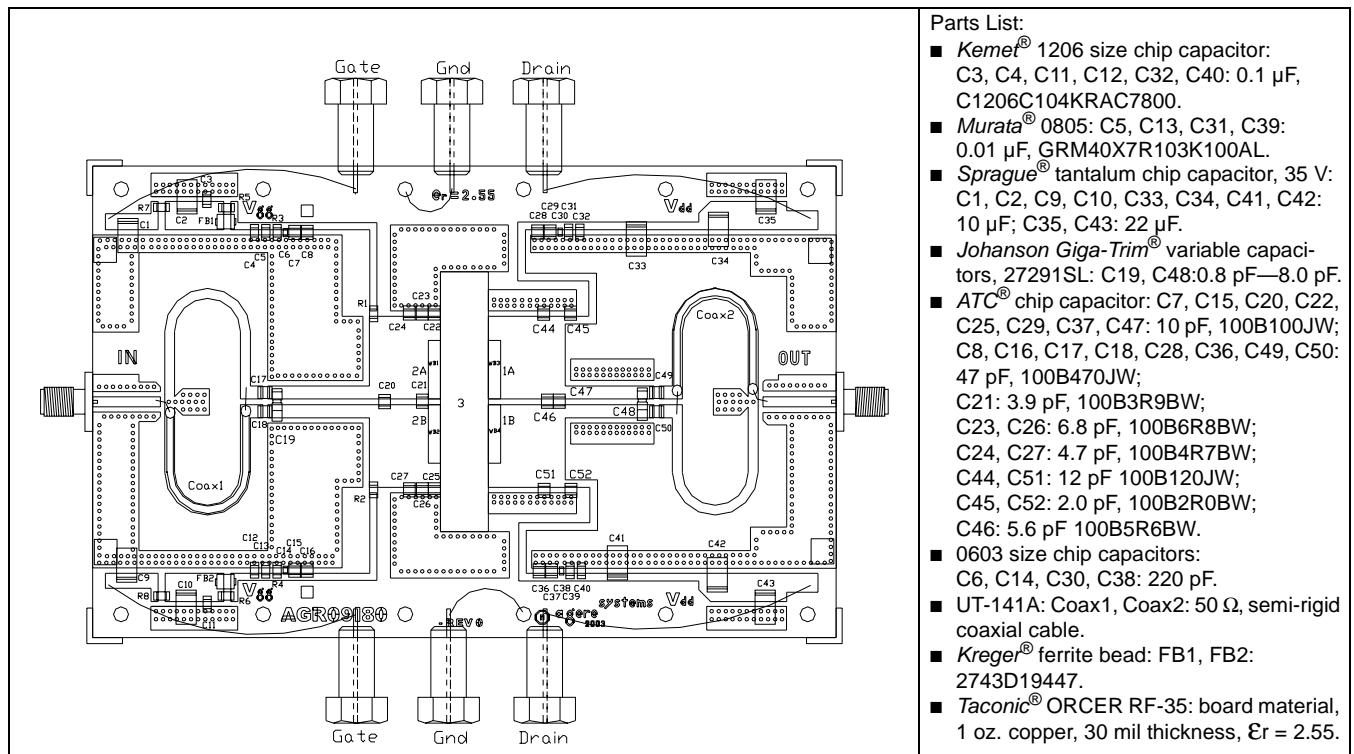 Gate
Gnd
Drain
C3
R7
R5
C1
C2
FB1
Vgg
R3
C4
C5
C6
C7
C8
er=2.55
C29
C31
C28
C30
C32
Vdd
C35
C33
C34
R1
C23
C24
C22
C44
C45
Coax2
IN
OUT
WB1
WB3
2A
1A
C17
C20
C21
C47
C49
3
C18
C19
2B
1B
C46
C48
C50
WB2
WB4
Coax1
C27
C25
R2
C26
C51
C52
C12
C13
C14
C15
C16
C41
C42
C9
C10
FB2
Vgg
R4
R8
R6
C11
C36
C38
C40
C37
C39
C43
AGR09180
-REV0
agere
systems
2003
Vdd
Gate
Gnd
Drain
Parts List:
■ Kemet® 1206 size chip capacitor:
C3, C4, C11, C12, C32, C40: 0.1 µF,
C1206C104KRAC7800.
■ Murata® 0805: C5, C13, C31, C39:
0.01 µF, GRM40X7R103K100AL.
■ Sprague® tantalum chip capacitor, 35 V:
C1, C2, C9, C10, C33, C34, C41, C42:
10 µF; C35, C43: 22 µF.
■ Johanson Giga-Trim® variable capaci-
tors, 27291SL: C19, C48:0.8 pF—8.0 pF.
■ ATC® chip capacitor: C7, C15, C20, C22,
C25, C29, C37, C47: 10 pF, 100B100JW;
C8, C16, C17, C18, C28, C36, C49, C50:
47 pF, 100B470JW;
C21: 3.9 pF, 100B3R9BW;
C23, C26: 6.8 pF, 100B6R8BW;
C24, C27: 4.7 pF, 100B4R7BW;
C44, C51: 12 pF 100B120JW;
C45, C52: 2.0 pF, 100B2R0BW;
C46: 5.6 pF 100B5R6BW.
■ 0603 size chip capacitors:
C6, C14, C30, C38: 220 pF.
■ UT-141A: Coax1, Coax2: 50 Ω, semi-rigid
coaxial cable.
■ Kreger® ferrite bead: FB1, FB2:
2743D19447.
■ Taconic® ORCER RF-35: board material,
1 oz. copper, 30 mil thickness, εr = 2.55.